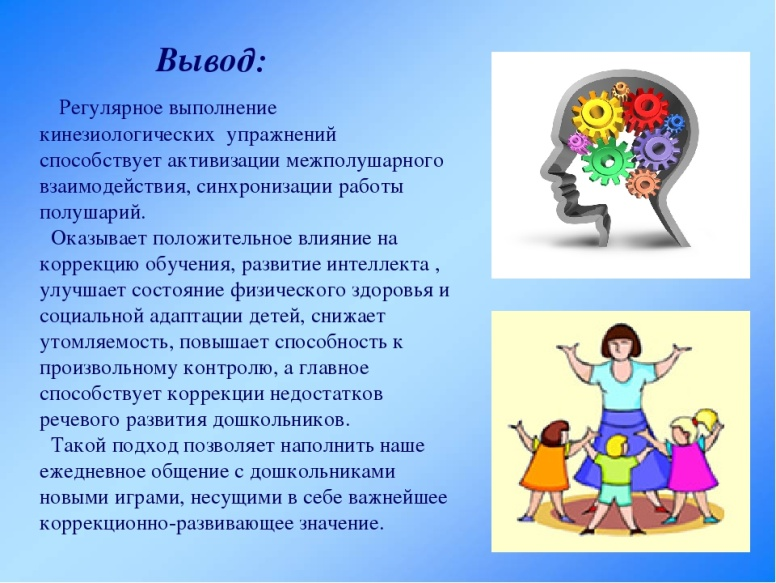 Вывод:
Регулярное выполнение
кинезиологических упражнений
способствует активизации межполушарного
взаимодействия, синхронизации работы
полушарий.
Оказывает положительное влияние на
коррекцию обучения, развитие интеллекта ,
улучшает состояние физического здоровья и
социальной адаптации детей, снижает
утомляемость, повышает способность к
произвольному контролю, а главное
способствует коррекции недостатков
речевого развития дошкольников.
Такой подход позволяет наполнить наше
ежедневное общение с дошкольниками
новыми играми, несущими в себе важнейшее
коррекционно-развивающее значение.